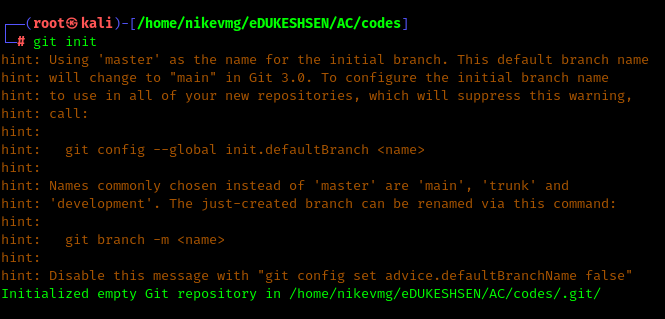 ┌──(root㉿kali)-[/home/nikevmg/eDUKESHSEN/AC/codes]
└─# git init
hint: Using 'master' as the name for the initial branch. This default branch name
hint: will change to "main" in Git 3.0. To configure the initial branch name
hint: to use in all of your new repositories, which will suppress this warning,
hint: call:
hint:
hint:   git config --global init.defaultBranch <name>
hint:
hint: Names commonly chosen instead of 'master' are 'main', 'trunk' and
hint: 'development'. The just-created branch can be renamed via this command:
hint:
hint:   git branch -m <name>
hint:
hint: Disable this message with "git config set advice.defaultBranchName false"
Initialized empty Git repository in /home/nikevmg/eDUKESHSEN/AC/codes/.git/